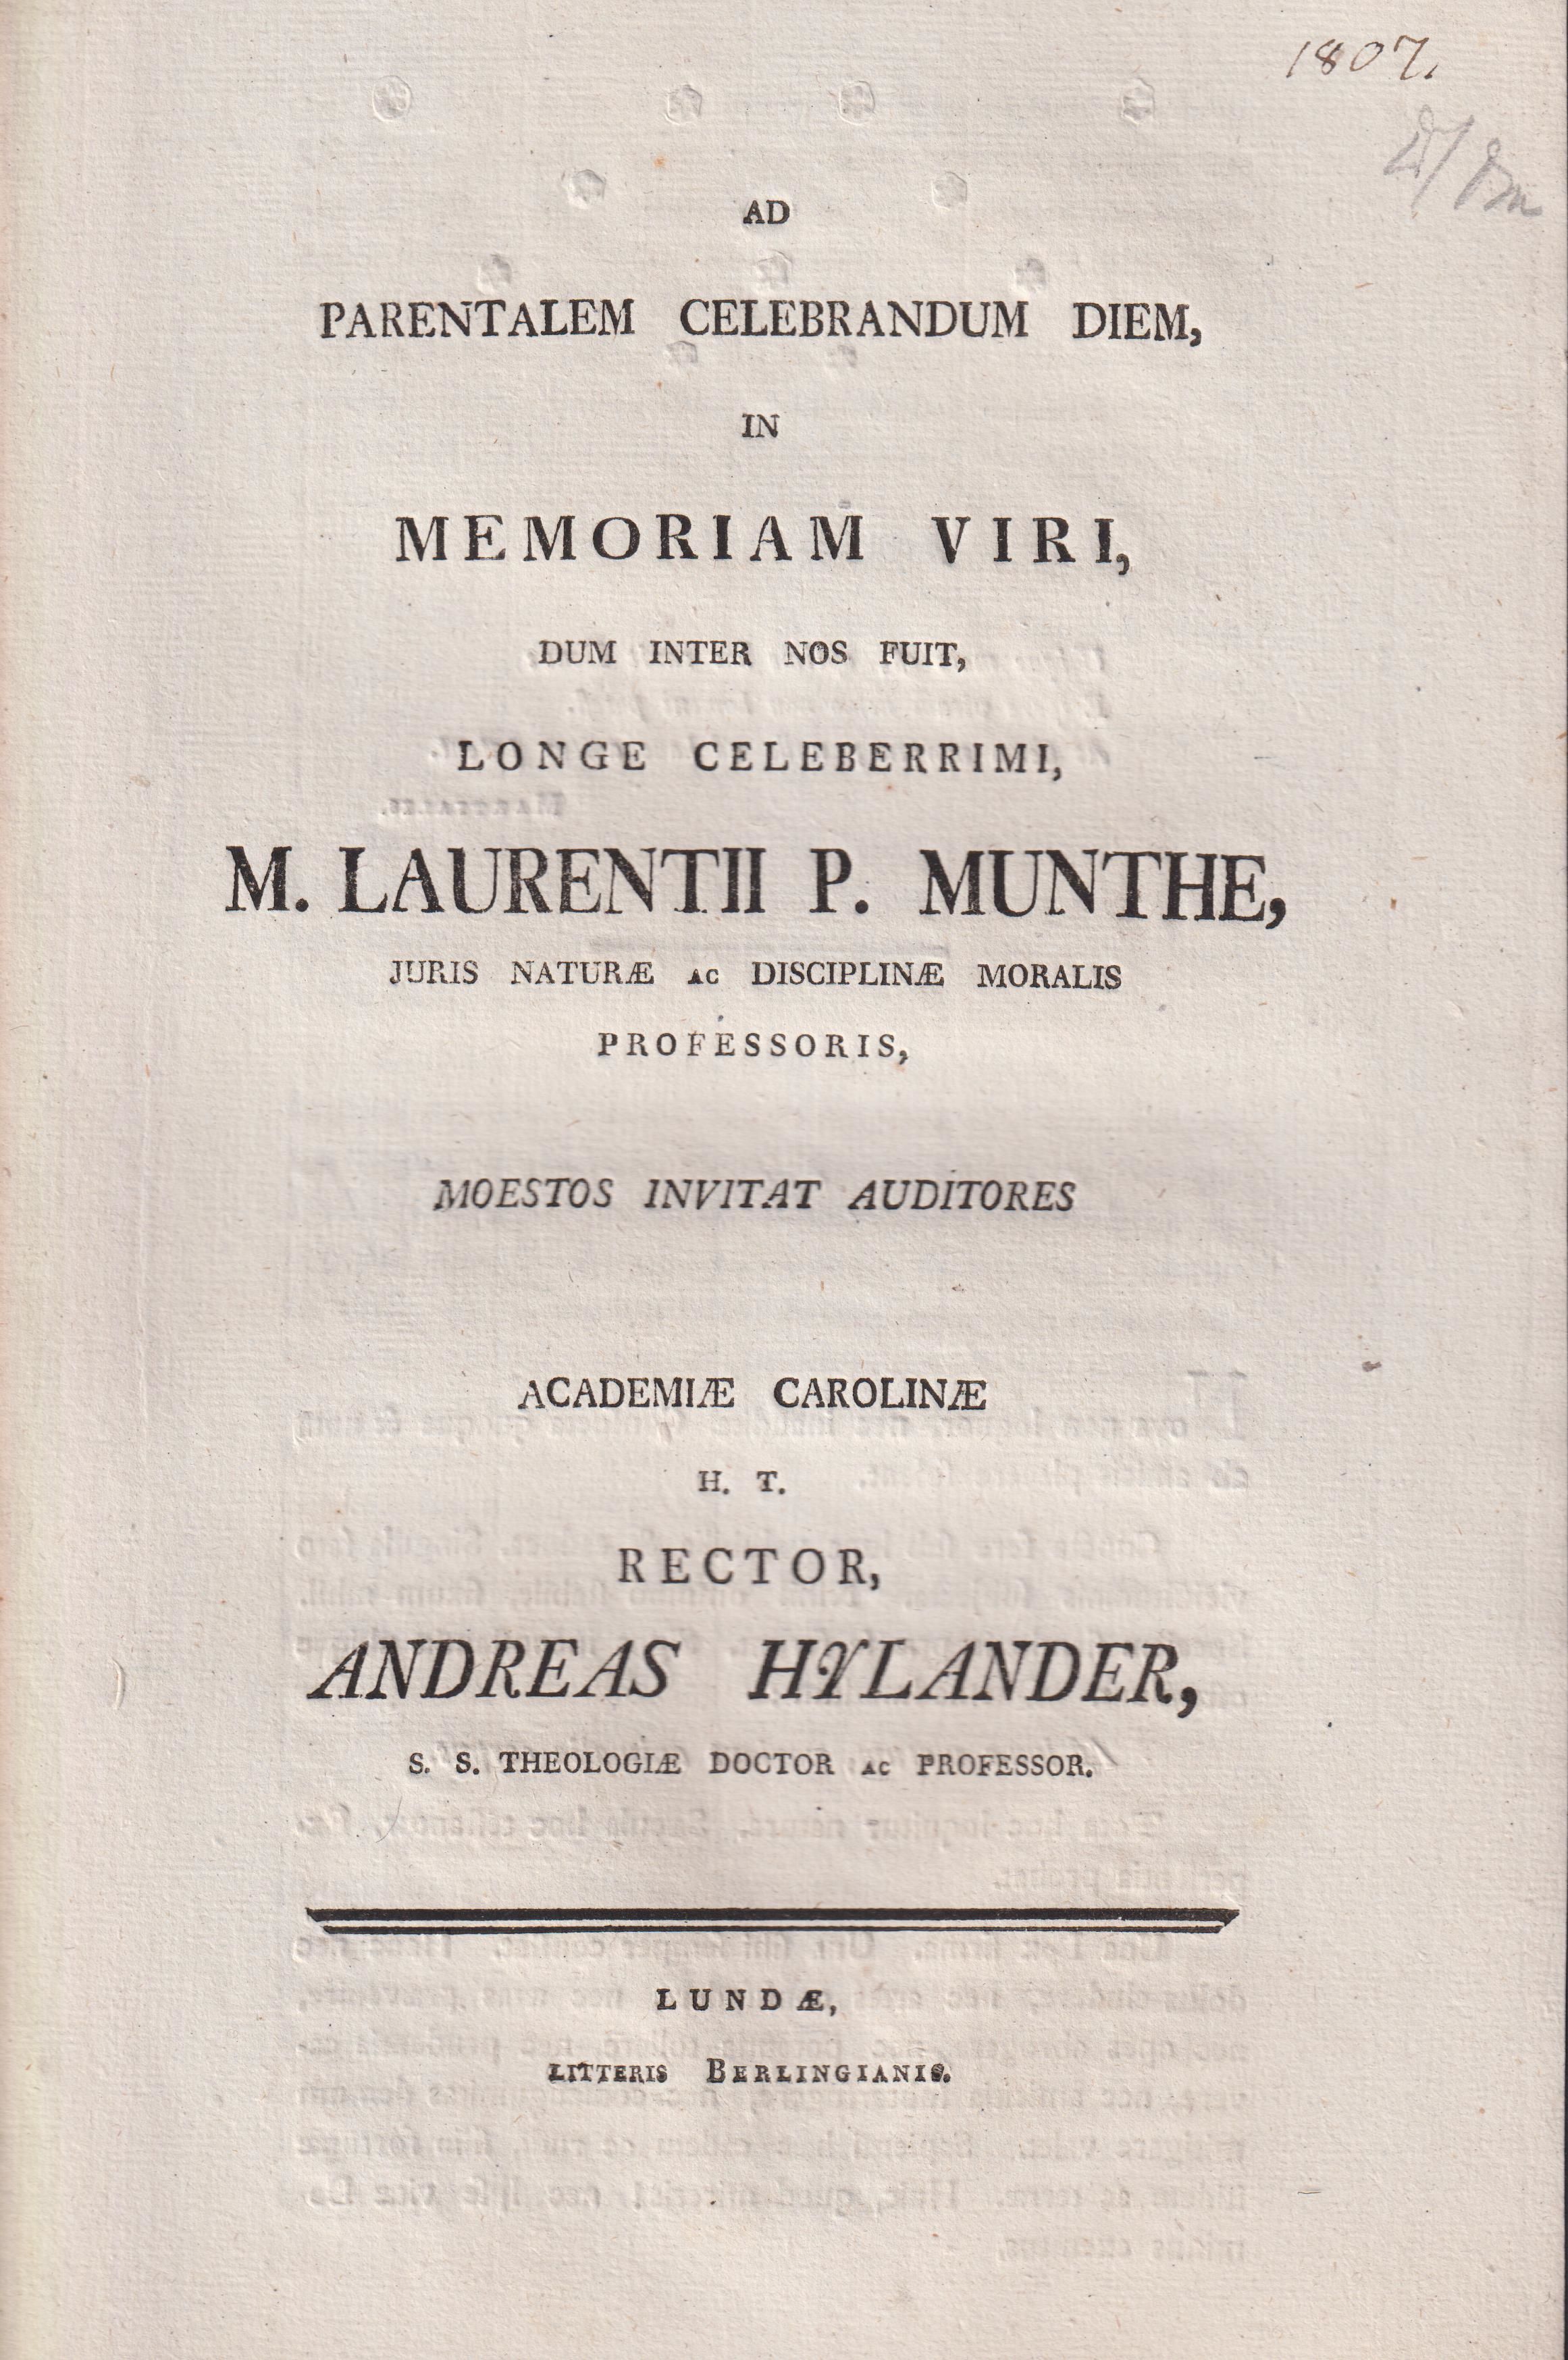 1807.
AD
PARENTALEM CELEBRANDUM DIEM,
IN
MEMORIAM VIRI,
DUM INTER NOS FUIT,
LONGE CELEBERRIMI,
M. LAURENTII P. MUNTHE,
JURIS NATURÆ AC DISCIPLINÆ MORALIS
PROFESSORIS,
MOESTOS INVITAT AUDITORES
ACADEMIÆ CAROLINÆ
H. T.
RECTOR,
ANDREAS HYLANDER,
S. S. THEOLOGIÆ DOCTOR AC PROFESSOR.
LUNDÆ,
LITTERIS BERLINGIANIS.